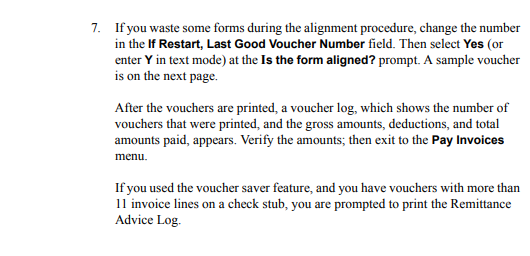 7. If you waste some forms during the alignment procedure, change the number
in the If Restart, Last Good Voucher Number field. Then select Yes (or
enter Y in text mode) at the Is the form aligned? prompt. A sample voucher
is on the next page.
After the vouchers are printed, a voucher log, which shows the number of
vouchers that were printed, and the gross amounts, deductions, and total
amounts paid, appears. Verify the amounts; then exit to the Pay Invoices
menu.
If you used the voucher saver feature, and you have vouchers with more than
11 invoice lines on a check stub, you are prompted to print the Remittance
Advice Log.